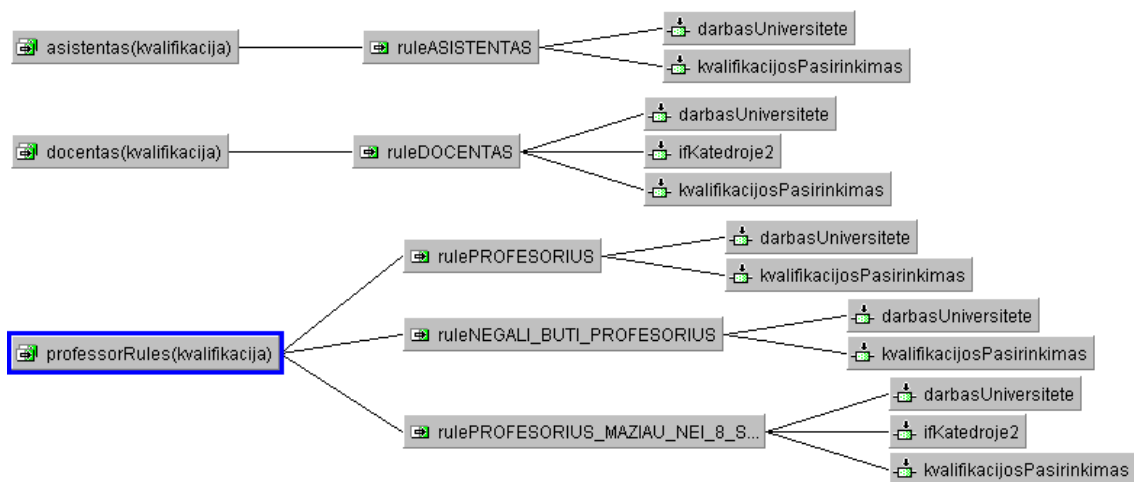 asistentas(kvalifikacija)
ruleASISTENTAS
darbasUniversitete
kvalifikacijosPasirinkimas
docentas(kvalifikacija)
ruleDOCENTAS
darbasUniversitete
ifKatedroje2
kvalifikacijosPasirinkimas
professorRules(kvalifikacija)
rulePROFESORIUS
darbasUniversitete
kvalifikacijosPasirinkimas
ruleNEGALI_BUTI_PROFESORIUS
darbasUniversitete
kvalifikacijosPasirinkimas
rulePROFESORIUS_MAZIAU_NEI_8_S...
darbasUniversitete
ifKatedroje2
kvalifikacijosPasirinkimas